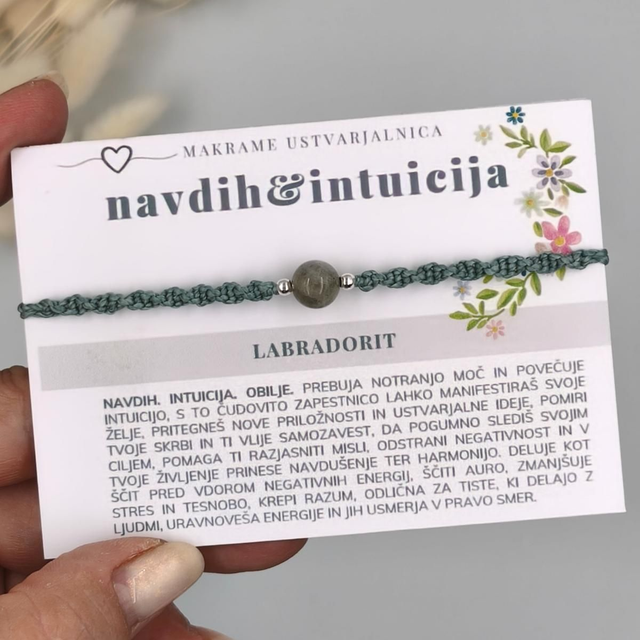 MAKRAME USTVARJALNICA
navdih&intuicija
LABRADORIT
NAVDIH. INTUICIJA. OBILJE. PREBUJA NOTRANJO MOČ IN POVEČUJE
INTUICIJO, S TO ČUDOVITO ZAPESTNICO LAHKO MANIFESTIRAŠ SVOJE
ŽELJE, PRITEGNEŠ NOVE PRILOŽNOSTI IN USTVARJALNE IDEJE, POMIRI
TVOJE SKRBI IN TI VLIJE SAMOZAVEST, DA POGUMNO SLEDIŠ SVOJIM
CILJEM, POMAGA TI RAZJASNITI MISLI, ODSTRANI NEGATIVNOST IN V
TVOJE ŽIVLJENJE PRINESE NAVDUŠENJE TER HARMONIJO. DELUJE KOT
ŠČIT PRED VDOROM NEGATIVNIH ENERGIJ, ŠČITI AURO, ZMANJŠUJE
STRES IN TESNOBO, KREPI RAZUM, ODLIČNA ZA TISTE, KI DELAJO Z
LJUDMI, URAVNOVEŠA ENERGIJE IN JIH USMERJA V PRAVO SMER.